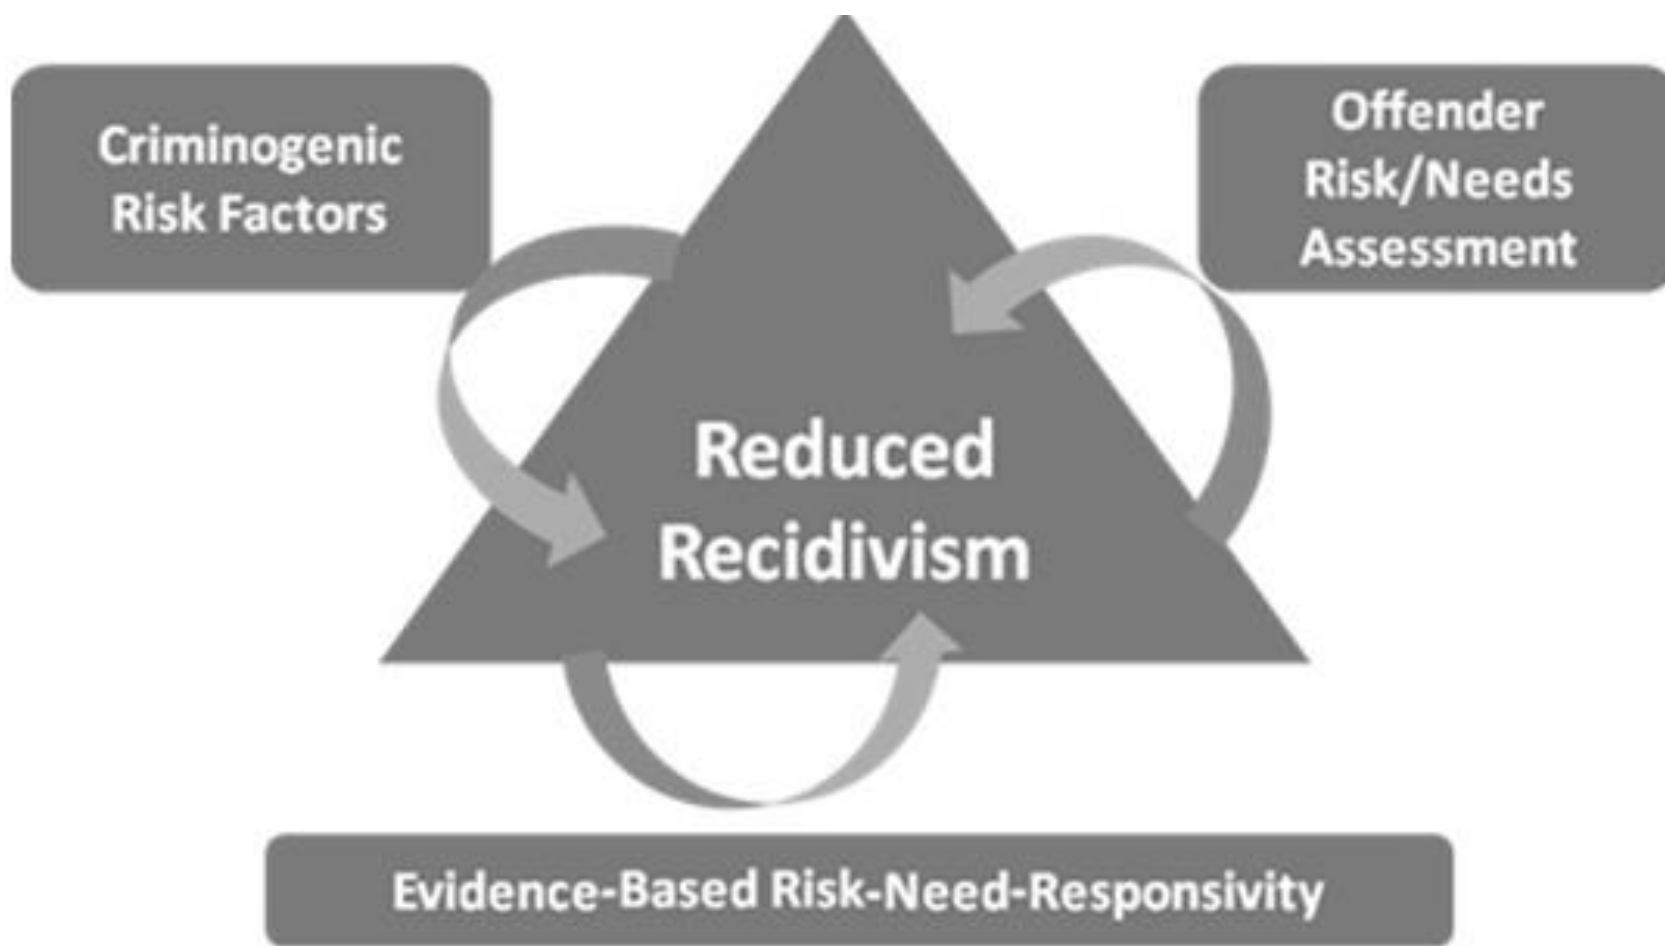 Criminogenic
Risk Factors
Offender
Risk/Needs
Assessment
Reduced
Recidivism
Evidence-Based Risk-Need-Responsivity